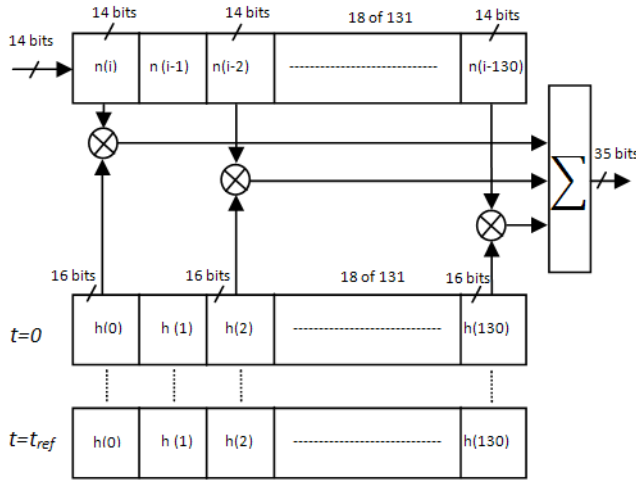 14 bits 14 bits 18 of 131 14 bits
14 bits
n(i) n (i-1) n(i-2) n(i-130)
35 bits
∑
16 bits 16 bits 18 of 131 16 bits
t=0 h(0) h (1) h(2) h(130)
t=tref h(0) h (1) h(2) h(130)